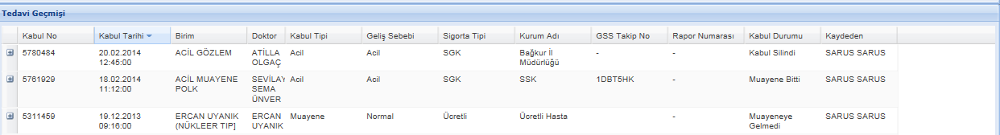 Tedavi Geçmişi
Kabul No Kabul Tarihi Birim Doktor Kabul Tipi Geliş Sebebi Sigorta Tipi Kurum Adı GSS Takip No Rapor Numarası Kabul Durumu Kaydeden
5780484 20.02.2014 ACİL GÖZLEM ATİLLA Acil Acil SGK Bağkur İl - - Kabul Silindi SARUS SARUS
12:45:00 OLGAÇ Müdürlüğü
5761929 18.02.2014 ACİL MUAYENE SEVİLAY Acil Acil SGK SSK 1DBT5HK - Muayene Bitti SARUS SARUS
11:12:00 POLK SEMA
ÜNVER
5311459 19.12.2013 ERCAN UYANIK ERCAN Muayene Normal Ücretli Ücretli Hasta - Muayeneye SARUS SARUS
09:16:00 (NÜKLEER TIP] UYANIK Gelmedi